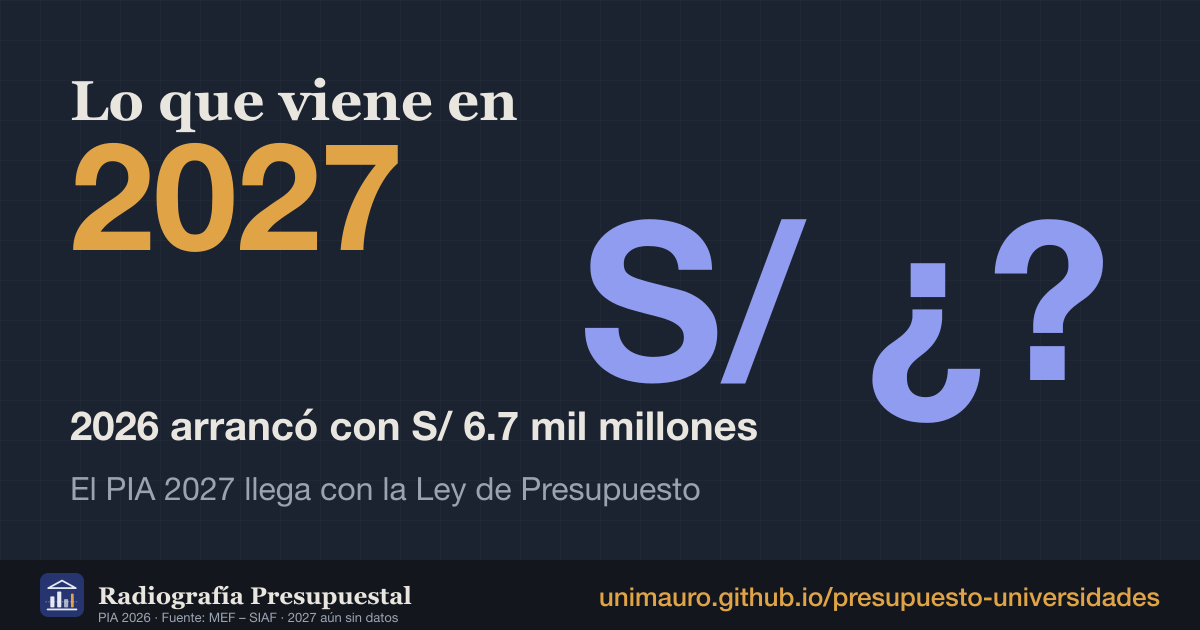 Lo que viene en
2027
S/ ¿?
2026 arrancó con S/ 6.7 mil millones
El PIA 2027 llega con la Ley de Presupuesto
Radiografía Presupuestal
PIA 2026 · Fuente: MEF – SIAF · 2027 aún sin datos
unimauro.github.io/presupuesto-universidades